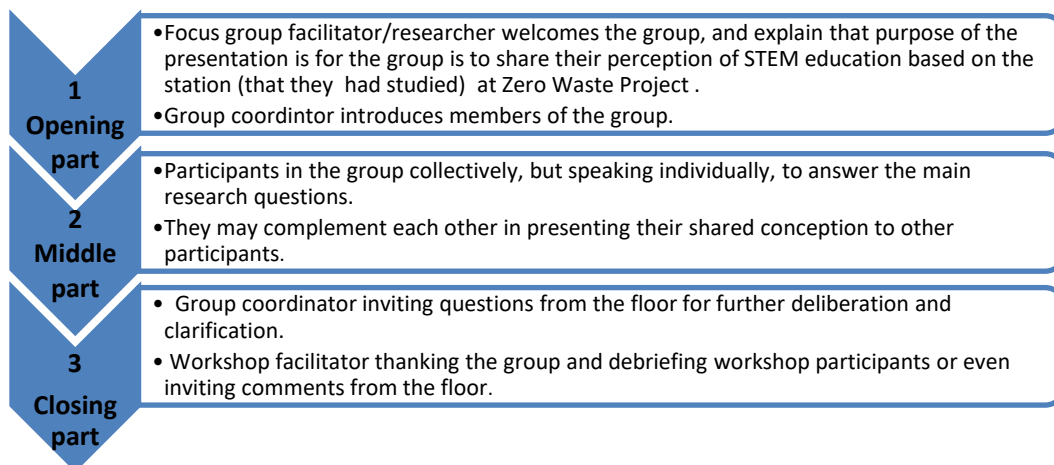 1
Opening
part
•Focus group facilitator/researcher welcomes the group, and explain that purpose of the
presentation is for the group is to share their perception of STEM education based on the
station (that they had studied) at Zero Waste Project .
•Group coordintor introduces members of the group.
2
Middle
part
•Participants in the group collectively, but speaking individually, to answer the main
research questions.
•They may complement each other in presenting their shared conception to other
participants.
3
Closing
part
• Group coordinator inviting questions from the floor for further deliberation and
clarification.
• Workshop facilitator thanking the group and debriefing workshop participants or even
inviting comments from the floor.